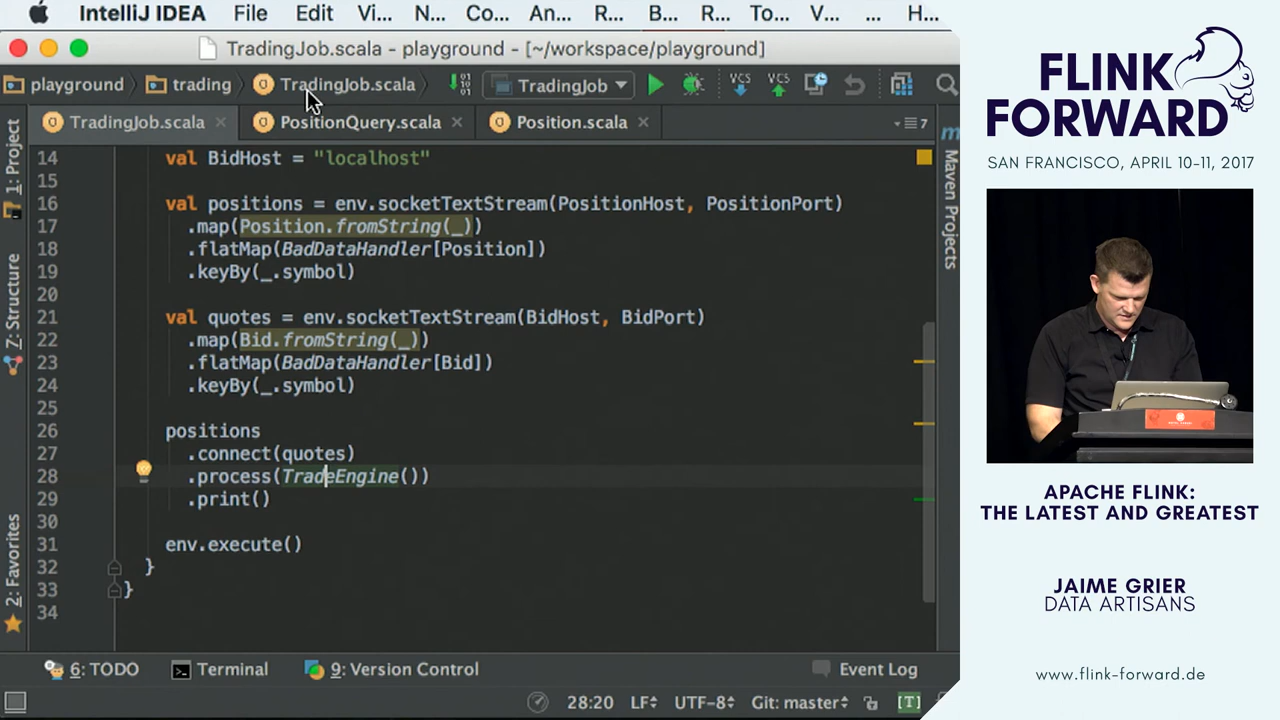 IntelliJ IDEA File Edit Vi... N... Co... An... R... B... R... To... V... ... H...
TradingJob.scala - playground - [~/workspace/playground]
playground trading TradingJob.scala TradingJob VCS VCS
TradingJob.scala PositionQuery.scala Position.scala 7
1: Project
Z: Structure
2: Favorites
Maven Projects
14 val BidHost = "localhost"
15
16 val positions = env.socketTextStream(PositionHost, PositionPort)
17 .map(Position.fromString(_))
18 .flatMap(BadDataHandler[Position])
19 .keyBy(_.symbol)
20
21 val quotes = env.socketTextStream(BidHost, BidPort)
22 .map(Bid.fromString(_))
23 .flatMap(BadDataHandler[Bid])
24 .keyBy(_.symbol)
25
26 positions
27 .connect(quotes)
28 .process(TradeEngine())
29 .print()
30
31 env.execute()
32 }
33 }
34
6: TODO Terminal 9: Version Control Event Log
28:20 LF UTF-8 Git: master [T]
FLINK
FORWARD
SAN FRANCISCO, APRIL 10-11, 2017
APACHE FLINK:
THE LATEST AND GREATEST
JAIME GRIER
DATA ARTISANS
www.flink-forward.de